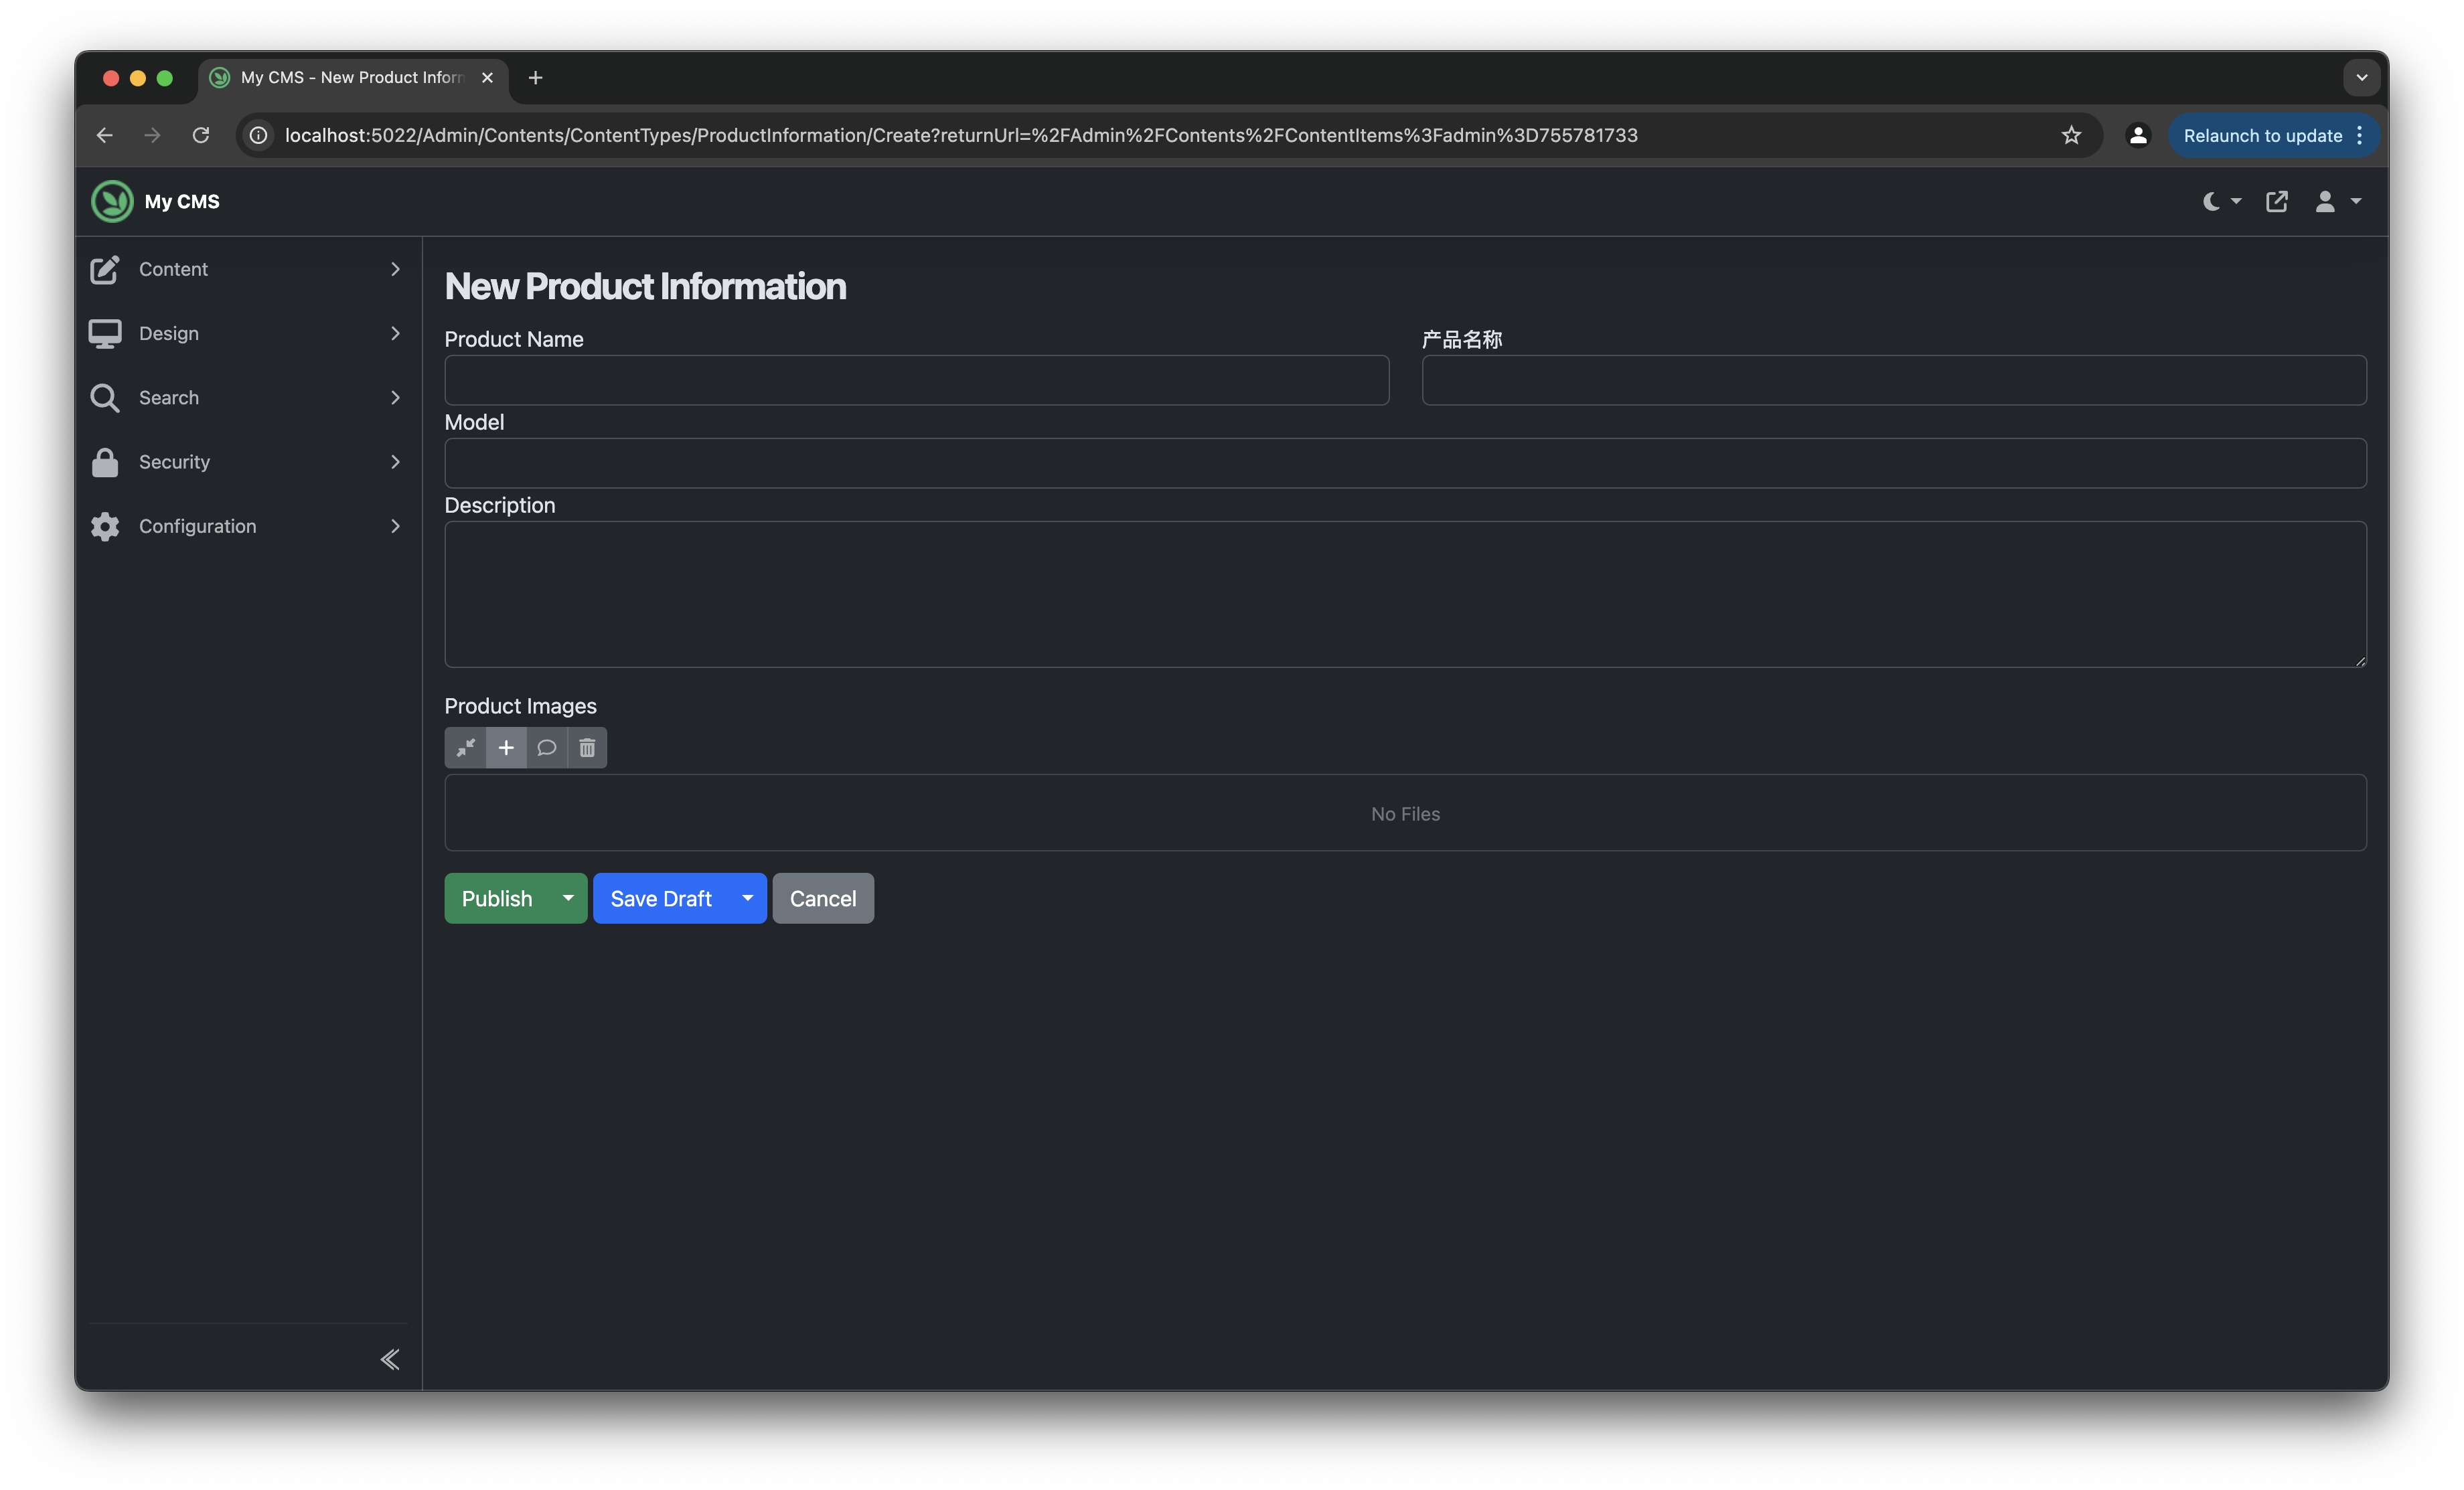 My CMS - New Product Inforn
localhost:5022/Admin/Contents/ContentTypes/ProductInformation/Create?returnUrl=%2FAdmin%2FContents%2FContentItems%3Fadmin%3D755781733
Relaunch to update
My CMS
Content
Design
Search
Security
Configuration
New Product Information
Product Name
产品名称
Model
Description
Product Images
No Files
Publish
Save Draft
Cancel